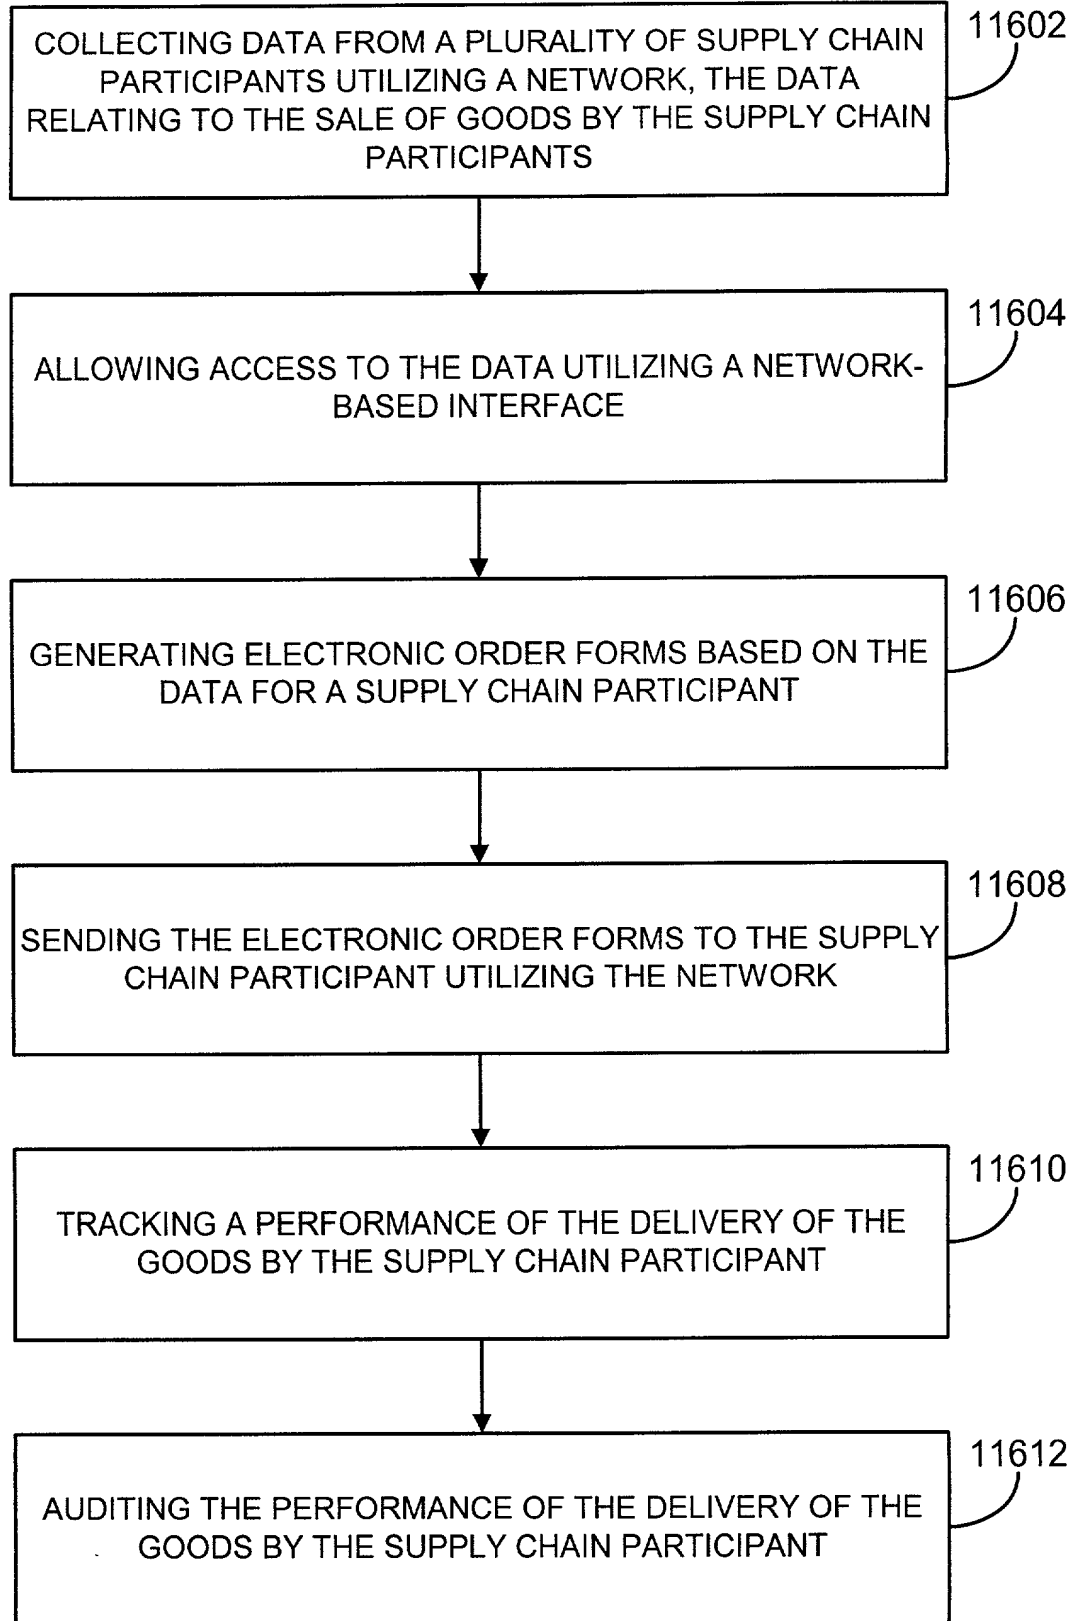 11602
COLLECTING DATA FROM A PLURALITY OF SUPPLY CHAIN
PARTICIPANTS UTILIZING A NETWORK, THE DATA
RELATING TO THE SALE OF GOODS BY THE SUPPLY CHAIN
PARTICIPANTS
11604
ALLOWING ACCESS TO THE DATA UTILIZING A NETWORK-
BASED INTERFACE
11606
GENERATING ELECTRONIC ORDER FORMS BASED ON THE
DATA FOR A SUPPLY CHAIN PARTICIPANT
11608
SENDING THE ELECTRONIC ORDER FORMS TO THE SUPPLY
CHAIN PARTICIPANT UTILIZING THE NETWORK
11610
TRACKING A PERFORMANCE OF THE DELIVERY OF THE
GOODS BY THE SUPPLY CHAIN PARTICIPANT
11612
AUDITING THE PERFORMANCE OF THE DELIVERY OF THE
GOODS BY THE SUPPLY CHAIN PARTICIPANT